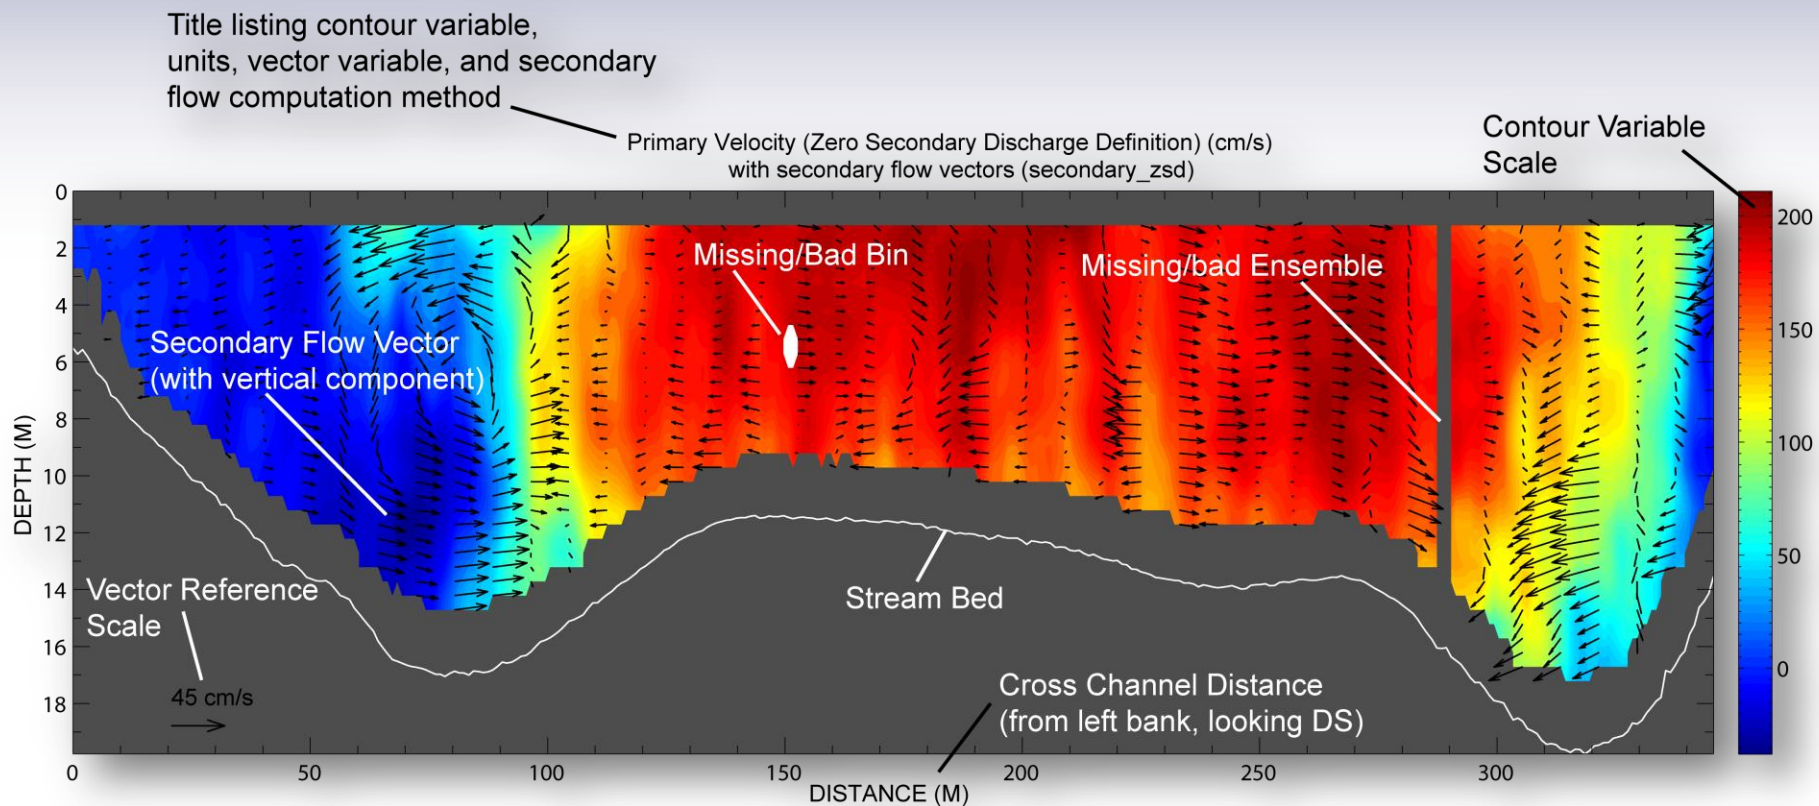 Title listing contour variable,
units, vector variable, and secondary
flow computation method
Primary Velocity (Zero Secondary Discharge Definition) (cm/s)
with secondary flow vectors (secondary_zsd)
Contour Variable
Scale
0
2
4
6
8
10
12
14
16
18
DEPTH (M)
Missing/Bad Bin
Missing/bad Ensemble
Secondary Flow Vector
(with vertical component)
Vector Reference
Scale
45 cm/s
Stream Bed
Cross Channel Distance
(from left bank, looking DS)
200
150
100
50
0
0 50 100 150 200 250 300
DISTANCE (M)